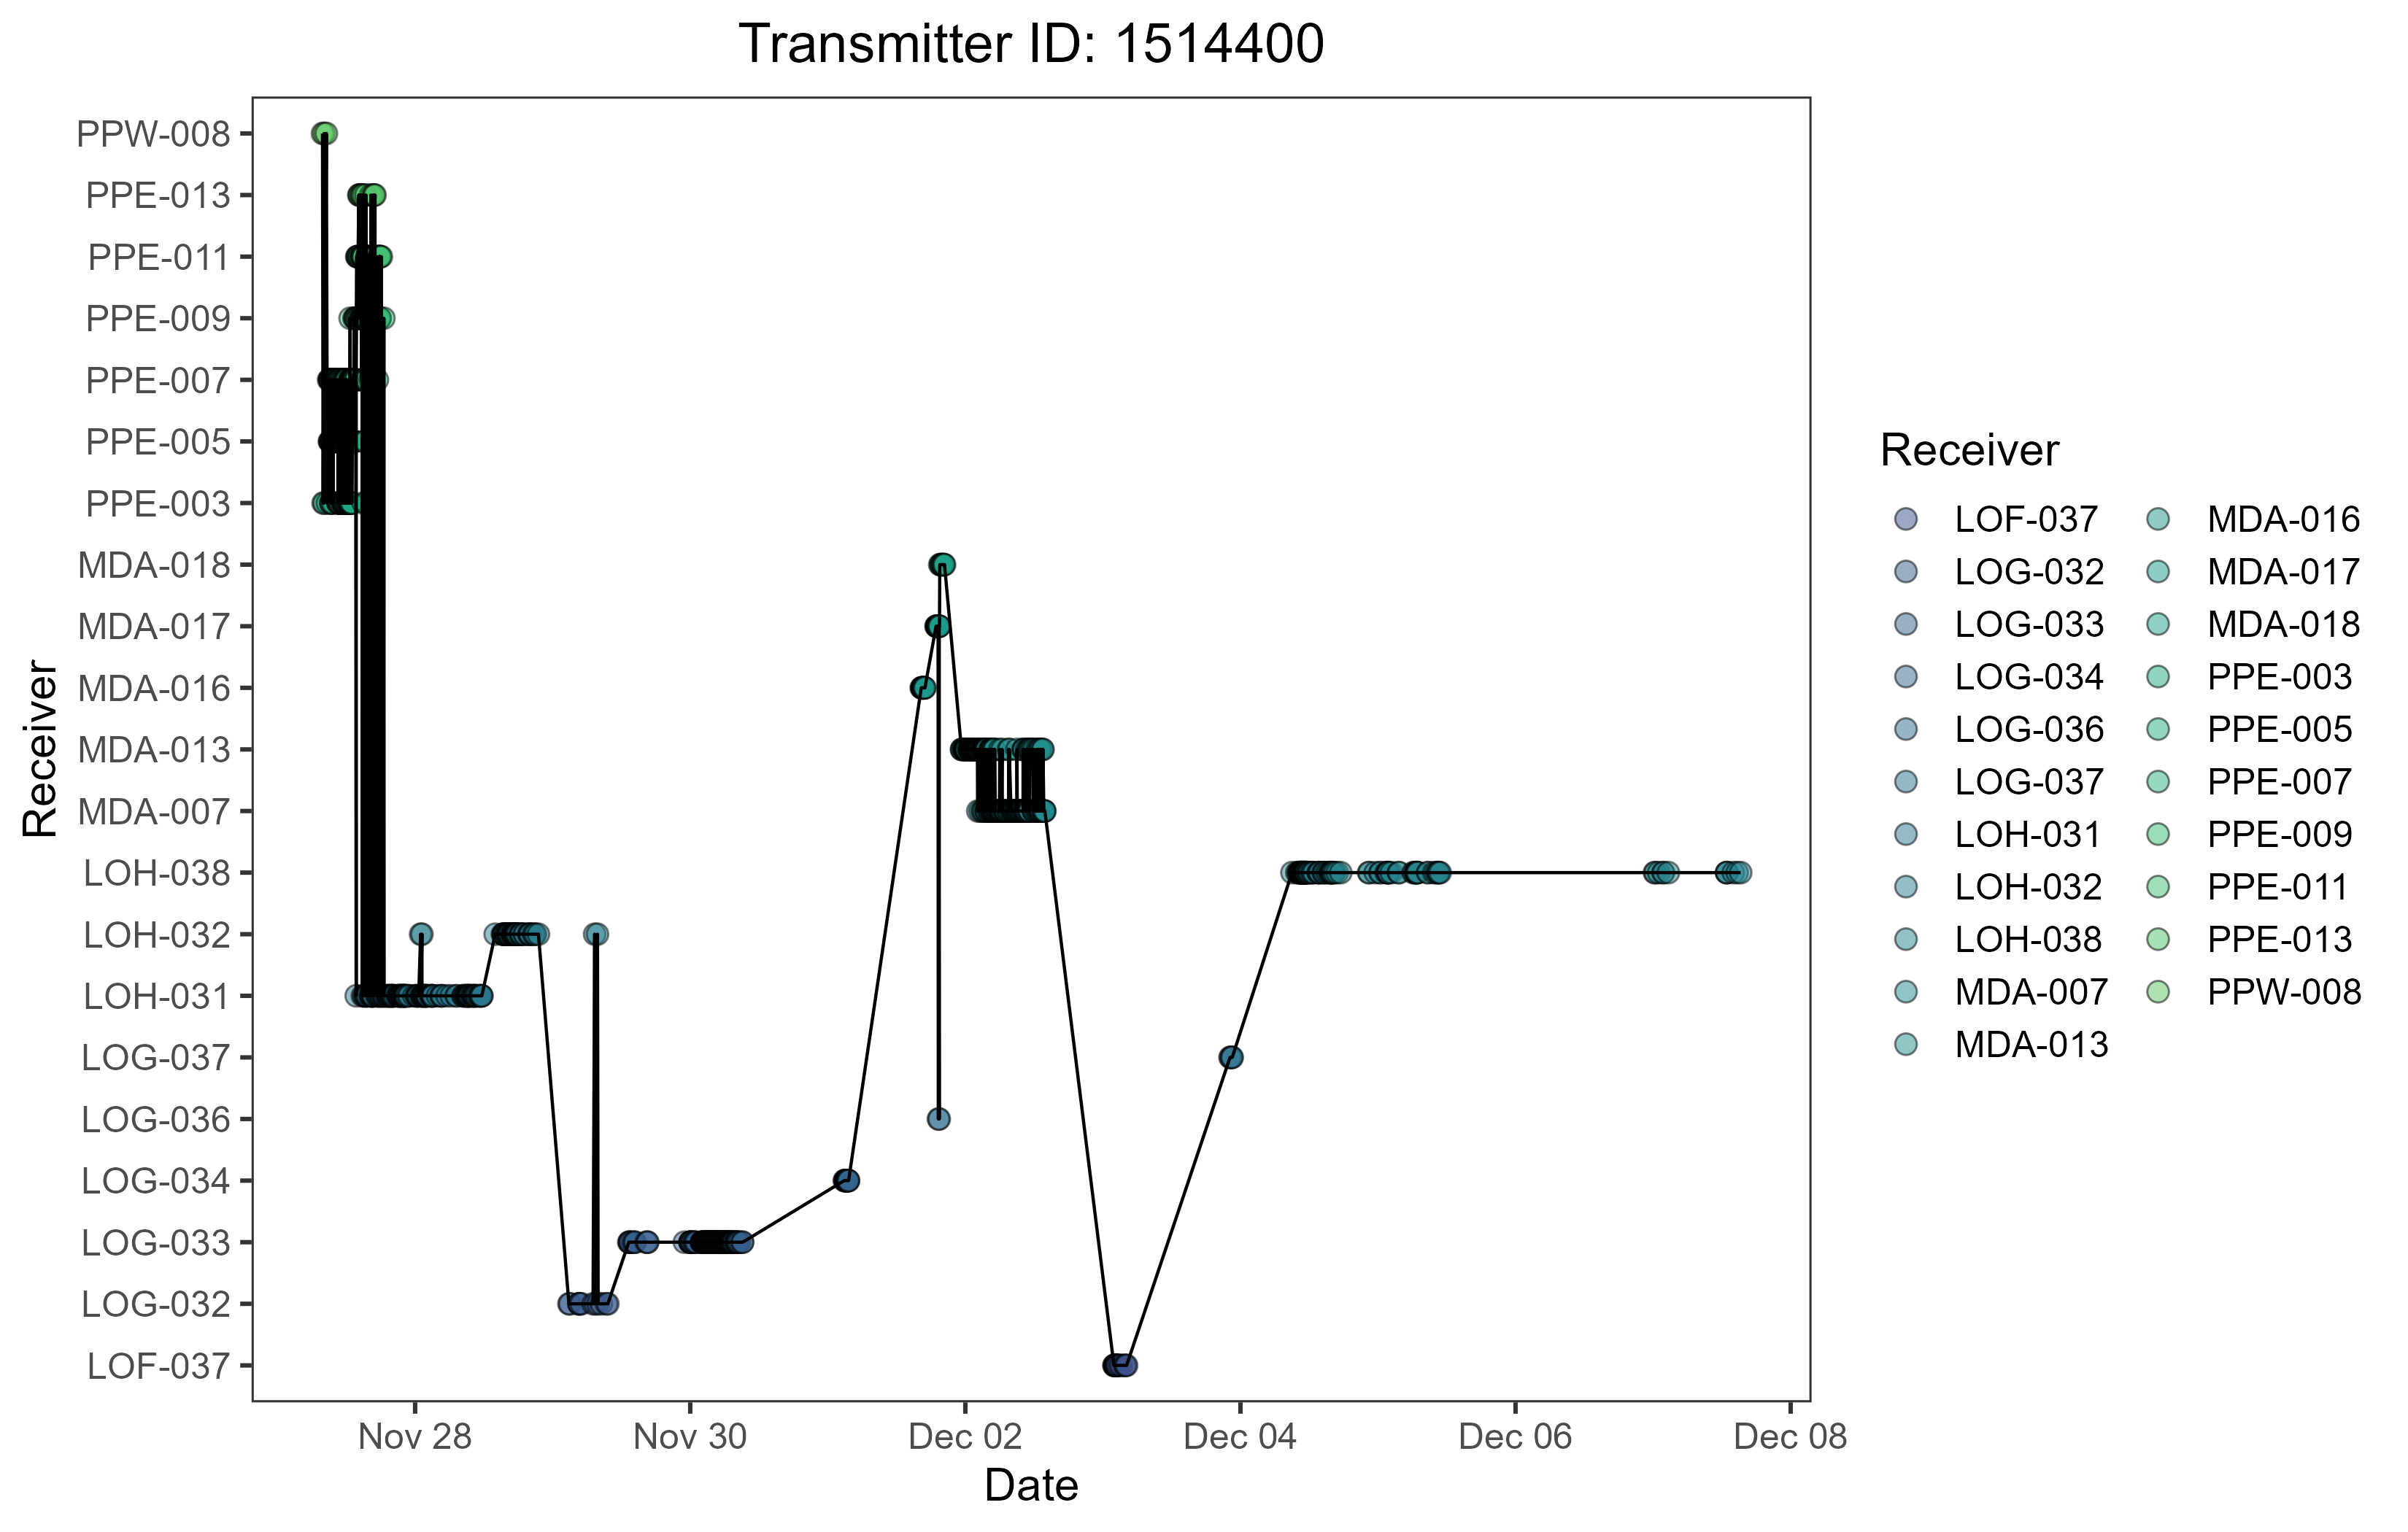 Transmitter ID: 1514400
Receiver
PPW-008
PPE-013
PPE-011
PPE-009
PPE-007
PPE-005
PPE-003
MDA-018
MDA-017
MDA-016
MDA-013
MDA-007
LOH-038
LOH-032
LOH-031
LOG-037
LOG-036
LOG-034
LOG-033
LOG-032
LOF-037
Nov 28
Nov 30
Dec 02
Dec 04
Dec 06
Dec 08
Date
Receiver
LOF-037
LOG-032
LOG-033
LOG-034
LOG-036
LOG-037
LOH-031
LOH-032
LOH-038
MDA-007
MDA-013
MDA-016
MDA-017
MDA-018
PPE-003
PPE-005
PPE-007
PPE-009
PPE-011
PPE-013
PPW-008